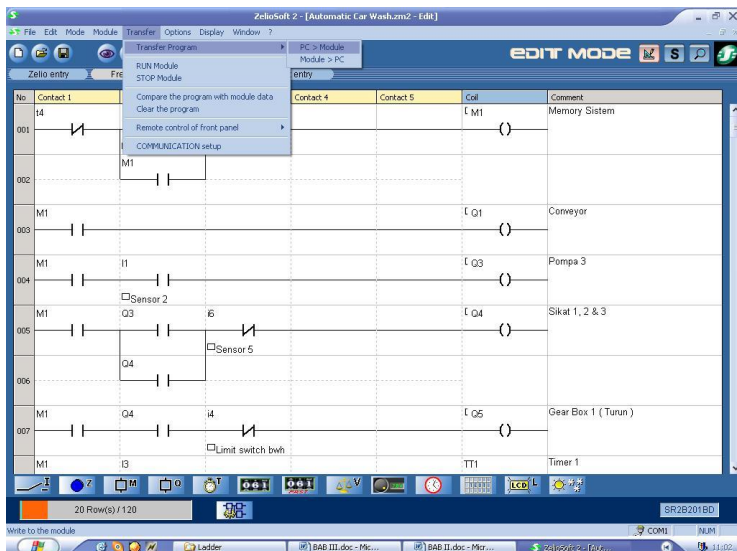 ZelioSoft 2 - [Automatic Car Wash.zm2 - Edit]
File Edit Mode Module Transfer Options Display Window ?
Transfer Program
PC > Module
Module > PC
RUN Module
STOP Module
Compare the program with module data
Clear the program
Remote control of front panel
COMMUNICATION setup
EDIT MODE
Zelio entry Fre entry
No Contact 1 Contact 4 Contact 5 Coil Comment
001 t4 [ M1 Memory Sistem
002 M1
003 M1 [ Q1 Conveyor
004 M1 I1 [ Q3 Pompa 3
Sensor 2
005 M1 Q3 i6 [ Q4 Sikat 1, 2 & 3
Sensor 5
006 Q4
007 M1 Q4 i4 [ Q5 Gear Box 1 ( Turun )
Limit switch bwh
M1 I3 TT1 Timer 1
I Z M Q T V LCD L
20 Row(s) / 120 SR2B201BD
Write to the module COM1 NUM
Ladder BAB III.doc - Mic... BAB II.doc - Micr... ZelioSoft 2 - [Aut... 11:02